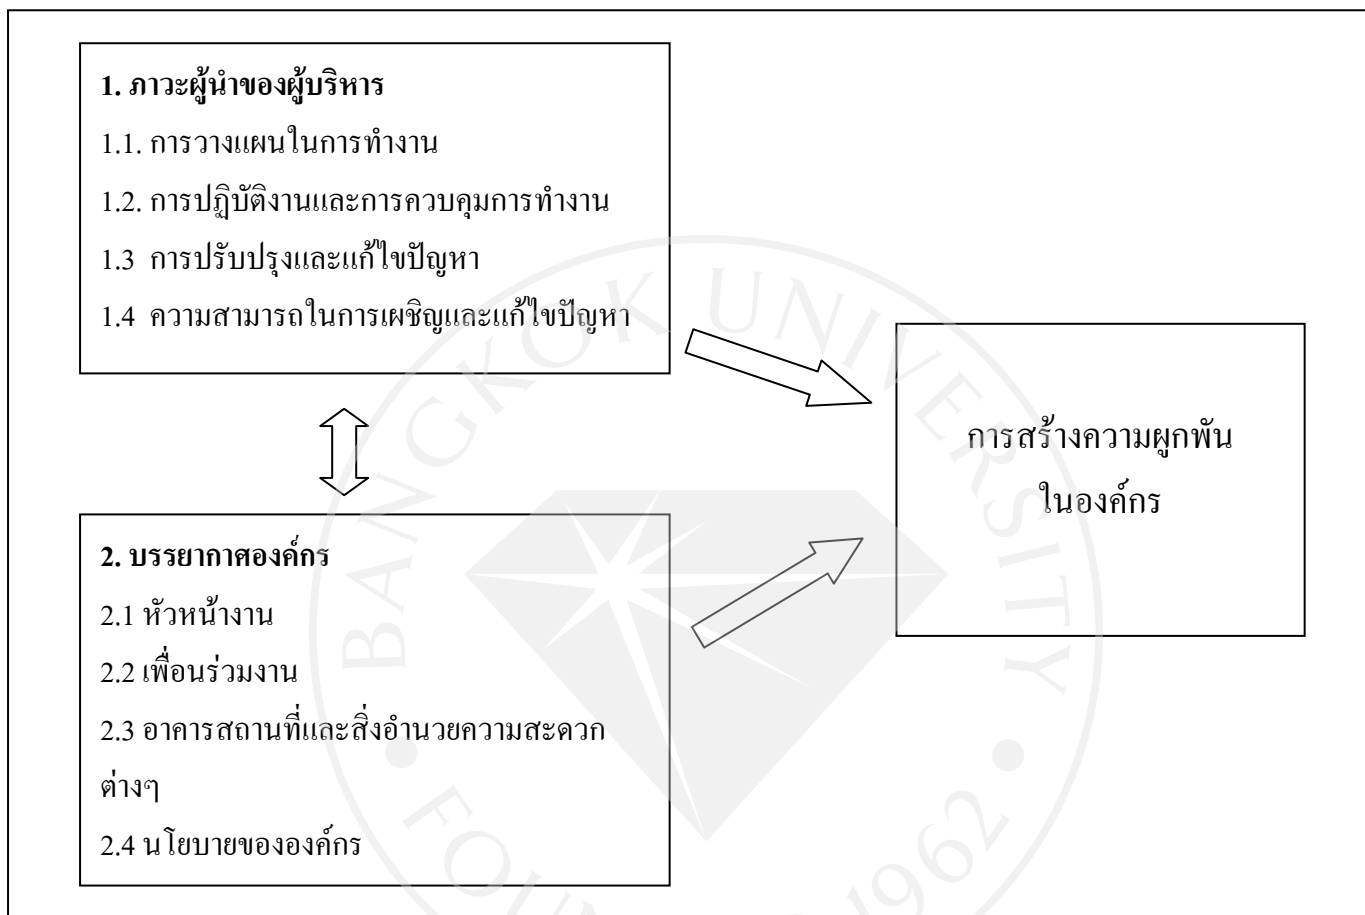 1. ภาวะผู้นำของผู้บริหาร
1.1. การวางแผนในการทำงาน
1.2. การปฏิบัติงานและการควบคุมการทำงาน
1.3 การปรับปรุงและแก้ไขปัญหา
1.4 ความสามารถในการเผชิญและแก้ไขปัญหา
การสร้างความผูกพัน
ในองค์กร
2. บรรยากาศองค์กร
2.1 หัวหน้างาน
2.2 เพื่อนร่วมงาน
2.3 อาคารสถานที่และสิ่งอำนวยความสะดวก
ต่างๆ
2.4 นโยบายขององค์กร
BANGKOK UNIVERSITY
1962